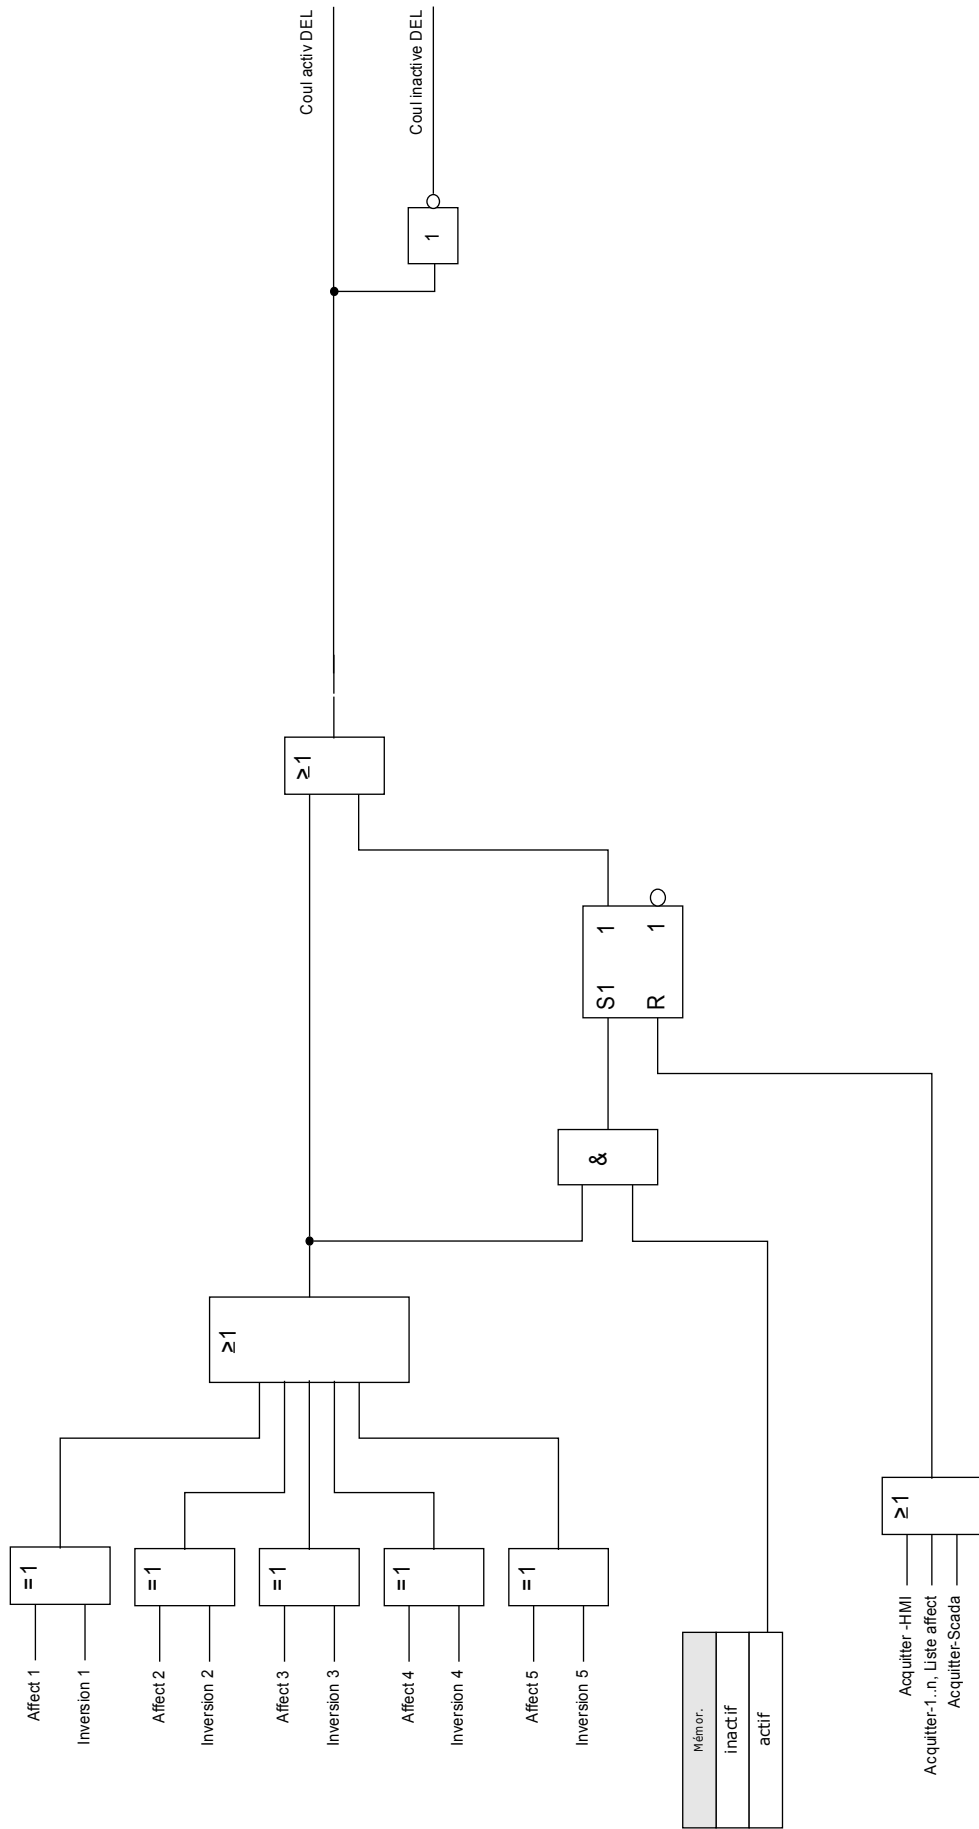 Affect 1
Inversion 1
Affect 2
Inversion 2
Affect 3
Inversion 3
Affect 4
Inversion 4
Affect 5
Inversion 5
=1
=1
=1
=1
=1
≥1
Mémor.
inactif
actif
&
Acquitter -HMI
Acquitter-1..n, Liste affect
Acquitter-Scada
≥1
S1 1
R 1
≥1
1
Coul activ DEL
Coul inactive DEL